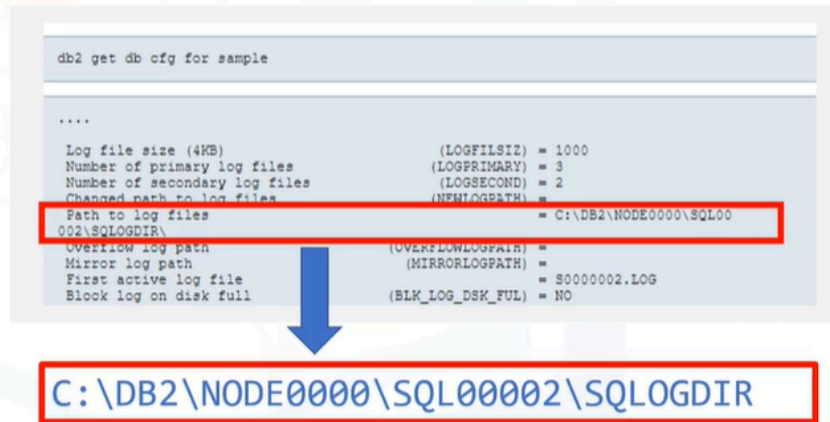 db2 get db cfg for sample
....
Log file size (4KB) (LOGFILSIZ) = 1000
Number of primary log files (LOGPRIMARY) = 3
Number of secondary log files (LOGSECOND) = 2
Changed path to log files (NEWLOGPATH) =
Path to log files = C:\DB2\NODE0000\SQL00
002\SQLOGDIR\
Overflow log path (OVERFLOWLOGPATH) =
Mirror log path (MIRRORLOGPATH) =
First active log file = S0000002.LOG
Block log on disk full (BLK_LOG_DSK_FUL) = NO
C:\DB2\NODE0000\SQL00002\SQLOGDIR